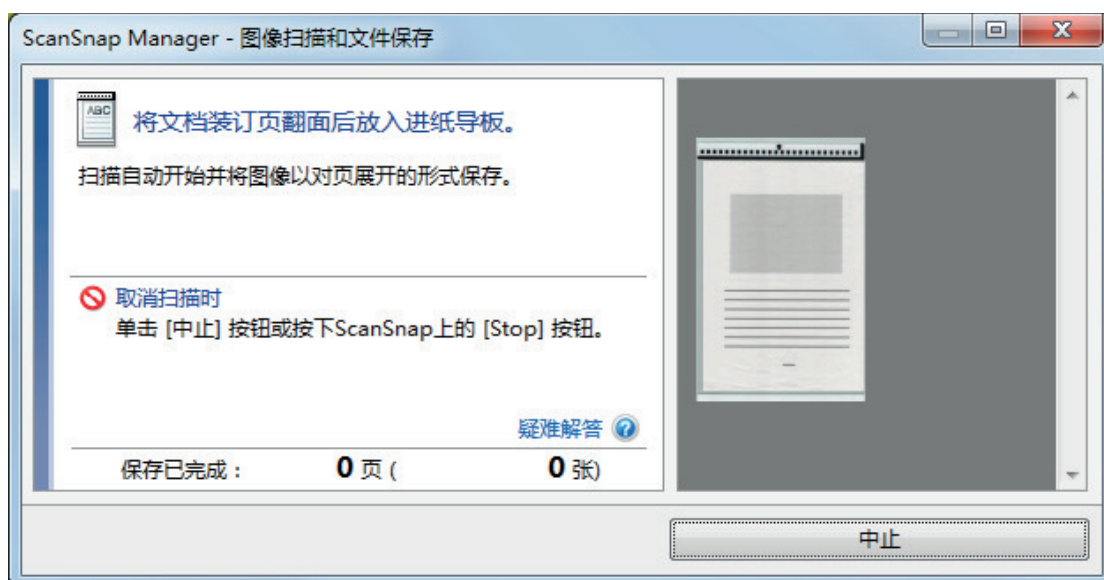 ScanSnap Manager - 图像扫描和文件保存
ABC
将文档装订页翻面后放入进纸导板。
扫描自动开始并将图像以对页展开的形式保存。
取消扫描时
单击 [中止] 按钮或按下ScanSnap上的 [Stop] 按钮。
疑难解答 ?
保存已完成： 0 页 ( 0 张)
中止